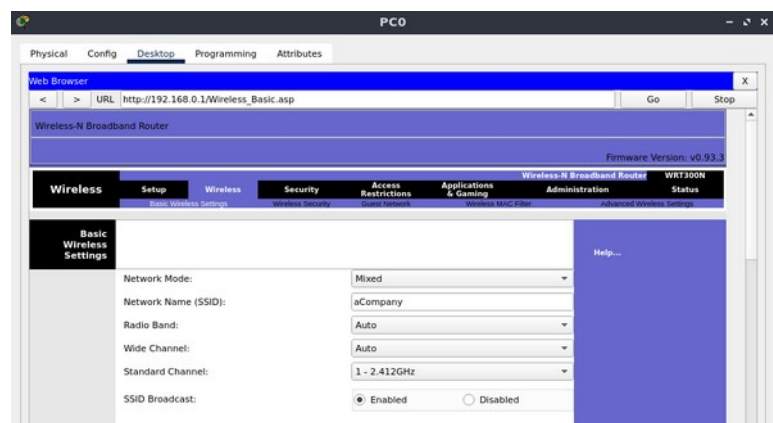 PC0
Physical Config Desktop Programming Attributes
Web Browser X
< > URL http://192.168.0.1/Wireless_Basic.asp Go Stop
Wireless-N Broadband Router
Firmware Version: v0.93.3
Wireless-N Broadband Router WRT300N
Wireless Setup Wireless Security Access Restrictions Applications & Gaming Administration Status
Basic Wireless Settings Wireless Security Guest Network Wireless MAC Filter Advanced Wireless Settings
Basic Wireless Settings
Help...
Network Mode: Mixed
Network Name (SSID): aCompany
Radio Band: Auto
Wide Channel: Auto
Standard Channel: 1 - 2.412GHz
SSID Broadcast: Enabled Disabled